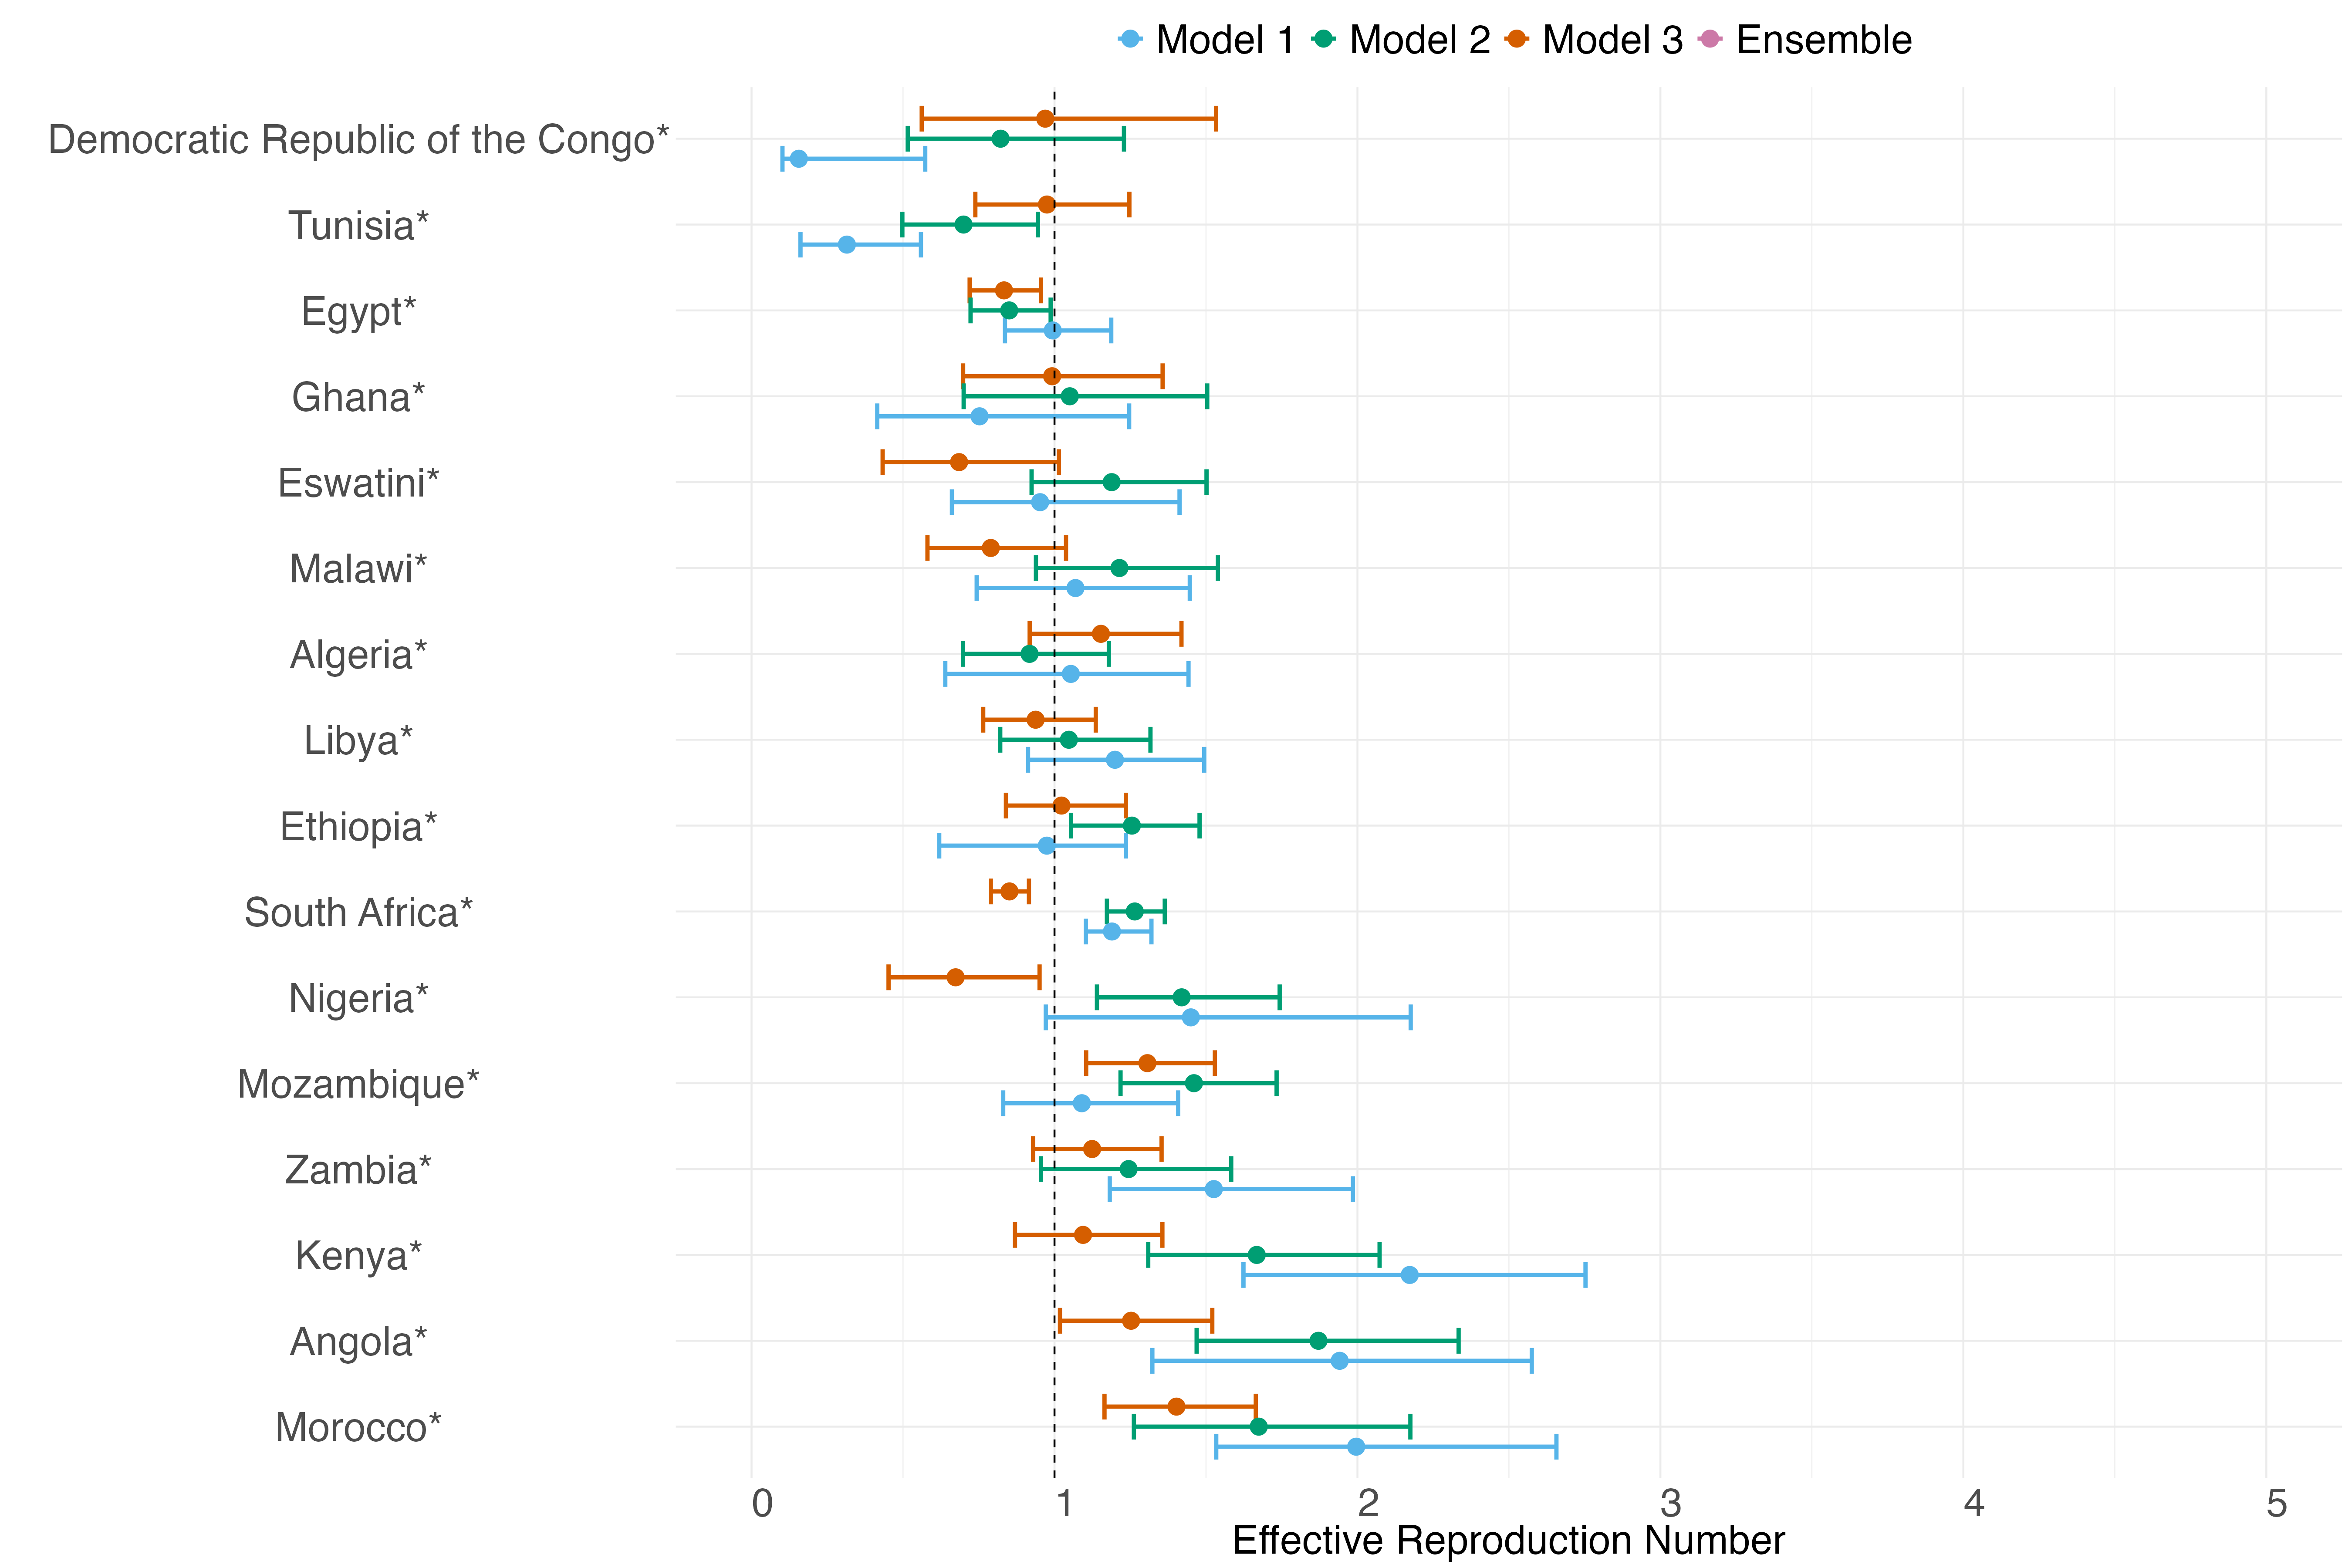 Model 1 Model 2 Model 3 Ensemble
Democratic Republic of the Congo*
Tunisia*
Egypt*
Ghana*
Eswatini*
Malawi*
Algeria*
Libya*
Ethiopia*
South Africa*
Nigeria*
Mozambique*
Zambia*
Kenya*
Angola*
Morocco*
0 1 2 3 4 5
Effective Reproduction Number